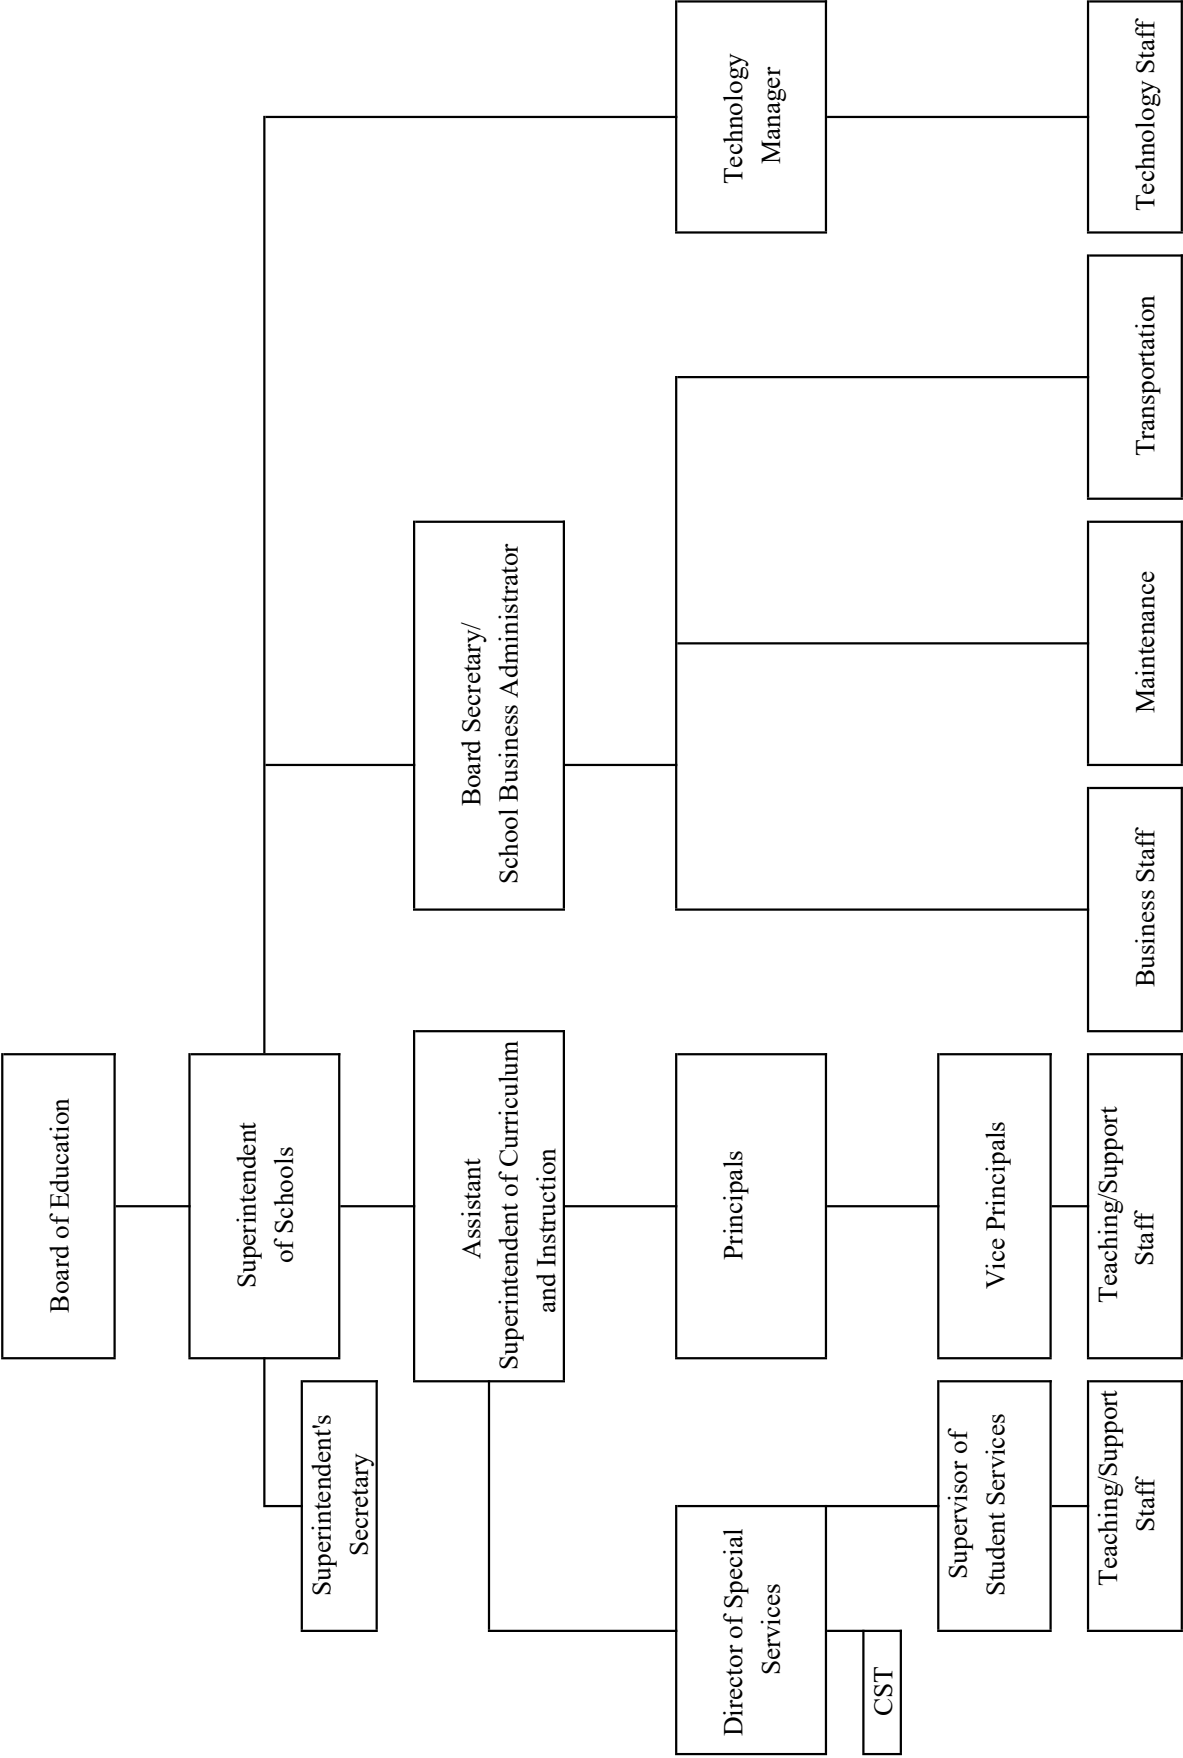 Board of Education
Superintendent
of Schools
Superintendent's
Secretary
Assistant
Superintendent of Curriculum
and Instruction
Board Secretary/
School Business Administrator
Director of Special
Services
Principals
Technology
Manager
CST
Supervisor of
Student Services
Vice Principals
Teaching/Support
Staff
Teaching/Support
Staff
Business Staff
Maintenance
Transportation
Technology Staff